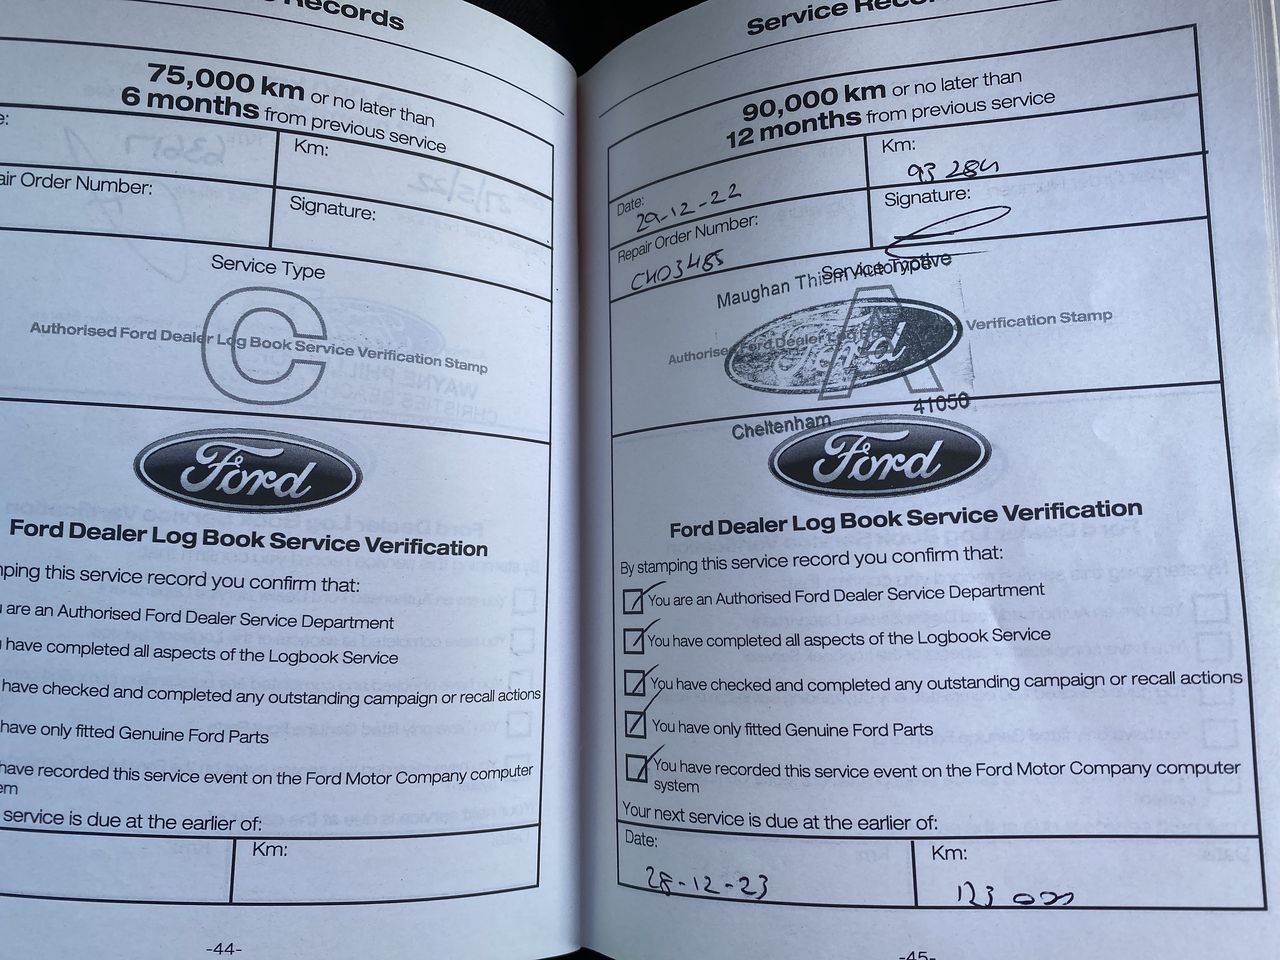 Records
75,000 km or no later than
6 months from previous service
Km:
air Order Number:
Signature:
Service Type
C
Authorised Ford Dealer Log Book Service Verification Stamp
Ford
Ford Dealer Log Book Service Verification
ping this service record you confirm that:
are an Authorised Ford Dealer Service Department
have completed all aspects of the Logbook Service
have checked and completed any outstanding campaign or recall actions
have only fitted Genuine Ford Parts
have recorded this service event on the Ford Motor Company computer
em
service is due at the earlier of:
Km:
-44-
Service Reco
90,000 km or no later than
12 months from previous service
Date: 29-12-22
Km: 93 284
Repair Order Number:
Signature:
Service Type
Maughan Thiem Automotive
A
Authorised Ford Dealer Log Verification Stamp
Ford
Cheltenham 41050
Ford
Ford Dealer Log Book Service Verification
By stamping this service record you confirm that:
You are an Authorised Ford Dealer Service Department
You have completed all aspects of the Logbook Service
You have checked and completed any outstanding campaign or recall actions
You have only fitted Genuine Ford Parts
You have recorded this service event on the Ford Motor Company computer
system
Your next service is due at the earlier of:
Date: 28-12-23
Km: 123 000
-45-